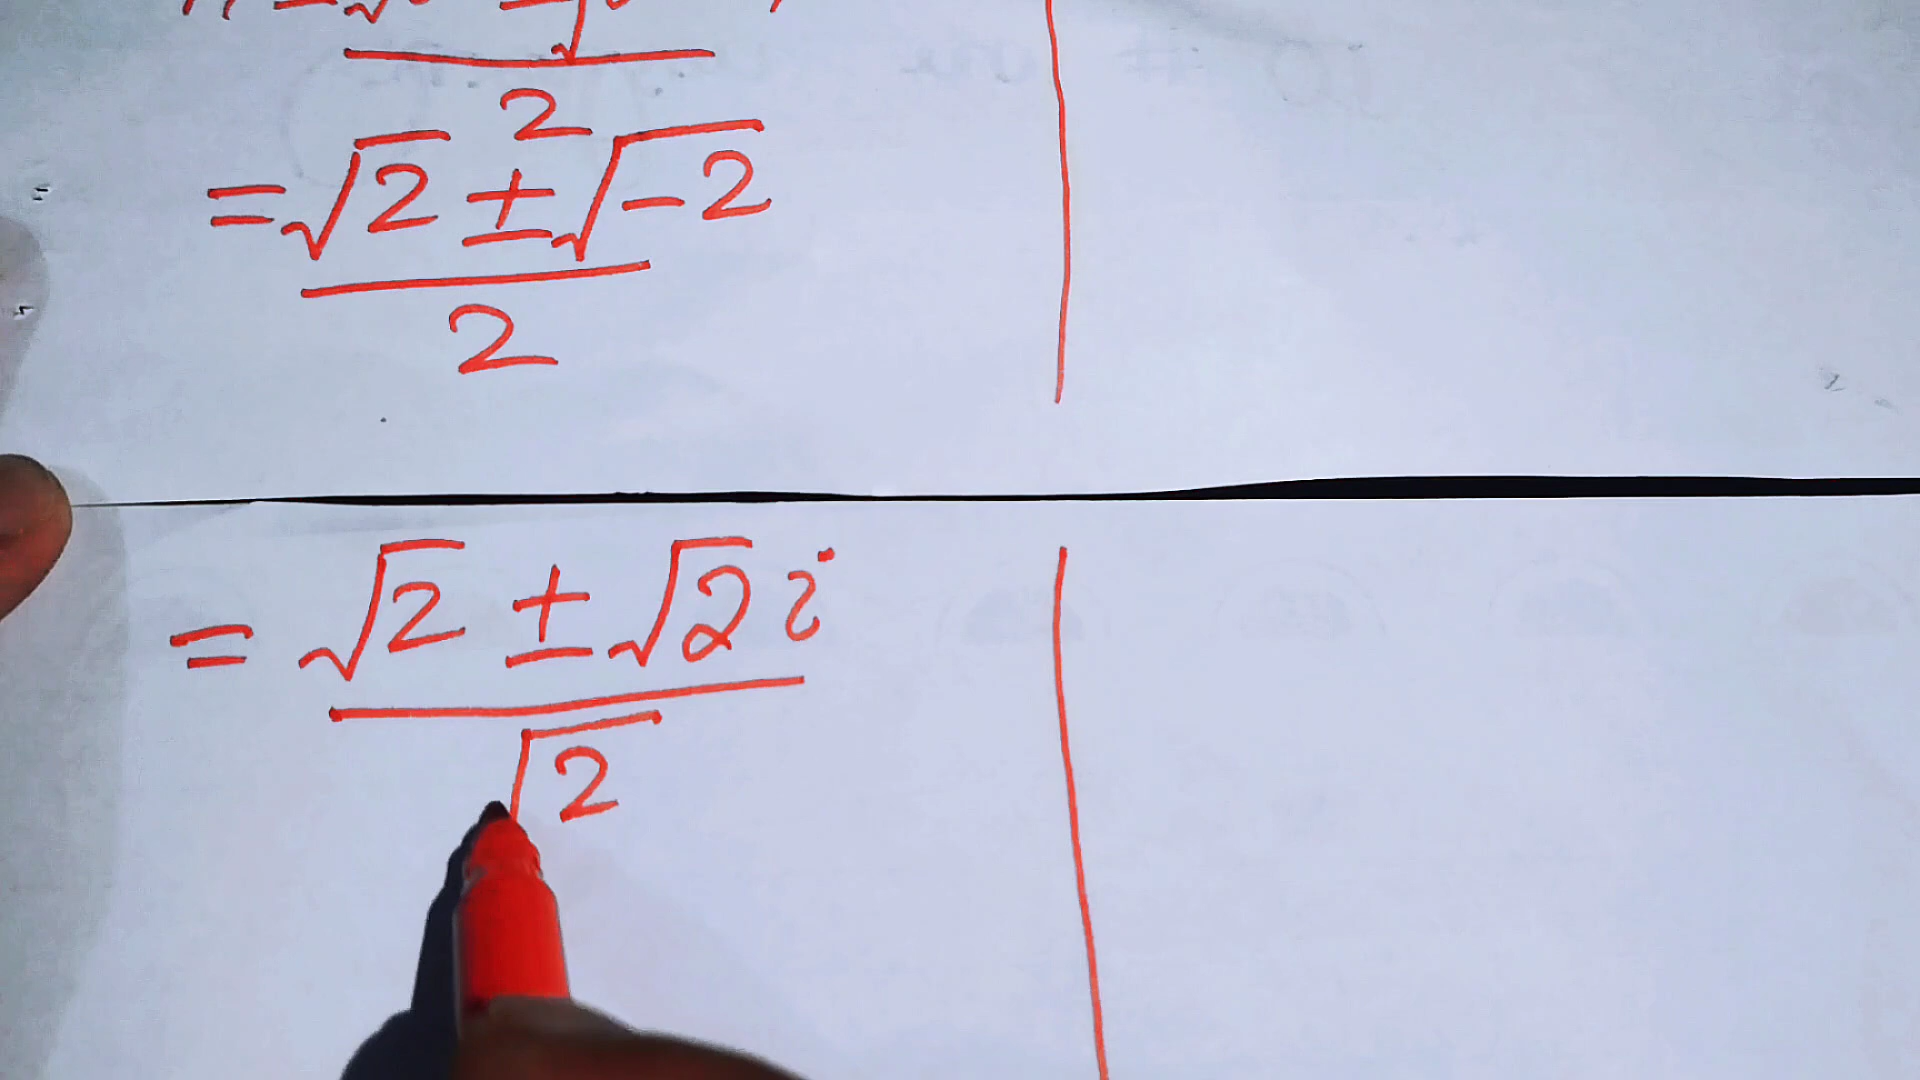 2
= √2 ± √-2
2
= √2 ± √2 i
√2